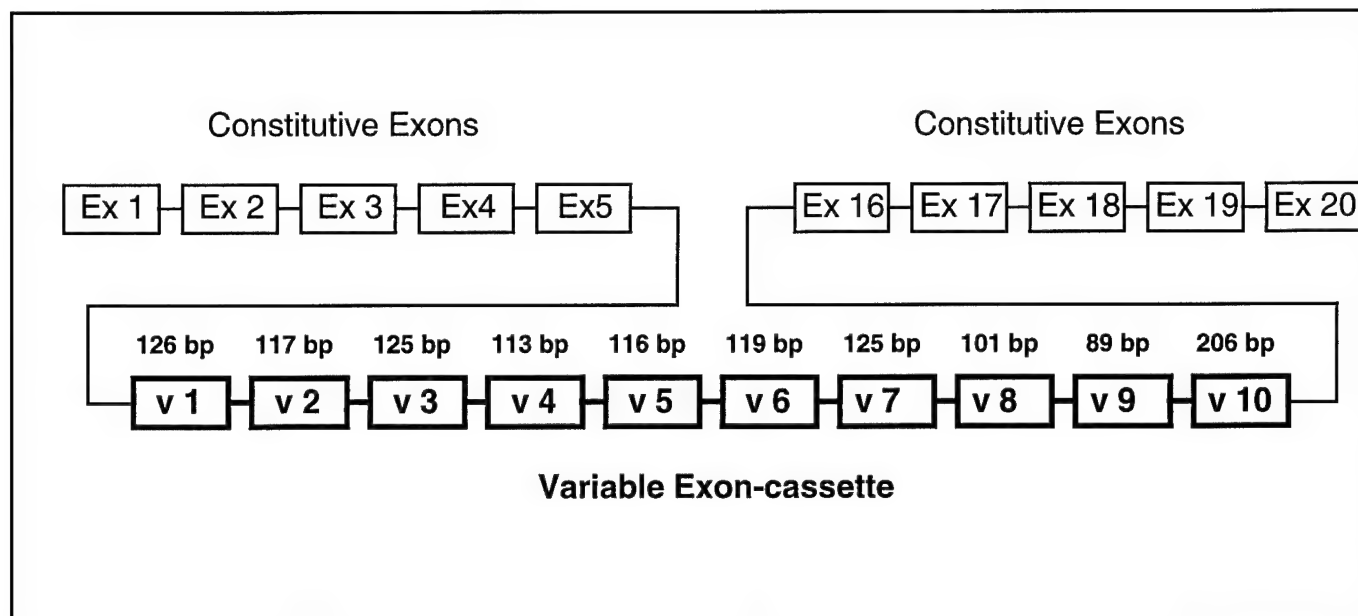 Constitutive Exons
Constitutive Exons
Ex 1 Ex 2 Ex 3 Ex4 Ex5
Ex 16 Ex 17 Ex 18 Ex 19 Ex 20
126 bp 117 bp 125 bp 113 bp 116 bp 119 bp 125 bp 101 bp 89 bp 206 bp
v 1 v 2 v 3 v 4 v 5 v 6 v 7 v 8 v 9 v 10
Variable Exon-cassette